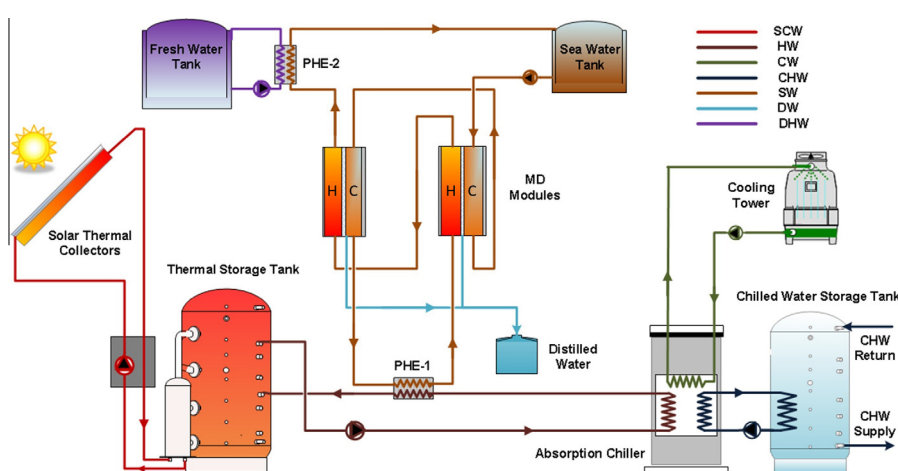 Fresh Water
Tank
PHE-2
Sea Water
Tank
SCW
HW
CW
CHW
SW
DW
DHW
Solar Thermal
Collectors
H
C
H
C
MD
Modules
Cooling
Tower
Thermal Storage Tank
Chilled Water Storage Tank
PHE-1
Distilled
Water
CHW
Return
CHW
Supply
Absorption Chiller